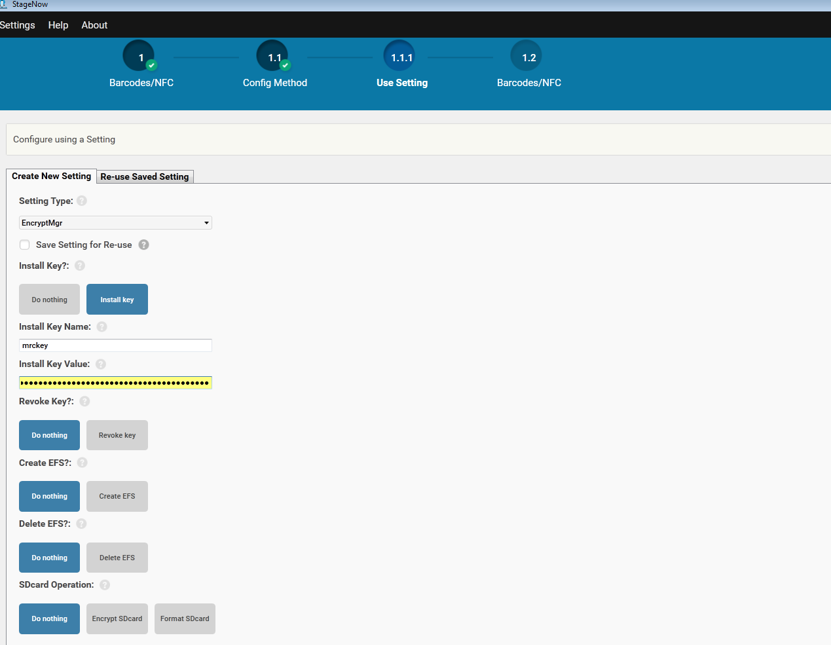 StageNow
Settings Help About
1 1.1 1.1.1 1.2
Barcodes/NFC Config Method Use Setting Barcodes/NFC
Configure using a Setting
Create New Setting Re-use Saved Setting
Setting Type: ?
EncryptMgr
Save Setting for Re-use ?
Install Key?: ?
Do nothing Install key
Install Key Name: ?
mrckey
Install Key Value: ?
Revoke Key?: ?
Do nothing Revoke key
Create EFS?: ?
Do nothing Create EFS
Delete EFS?: ?
Do nothing Delete EFS
SDcard Operation: ?
Do nothing Encrypt SDcard Format SDcard